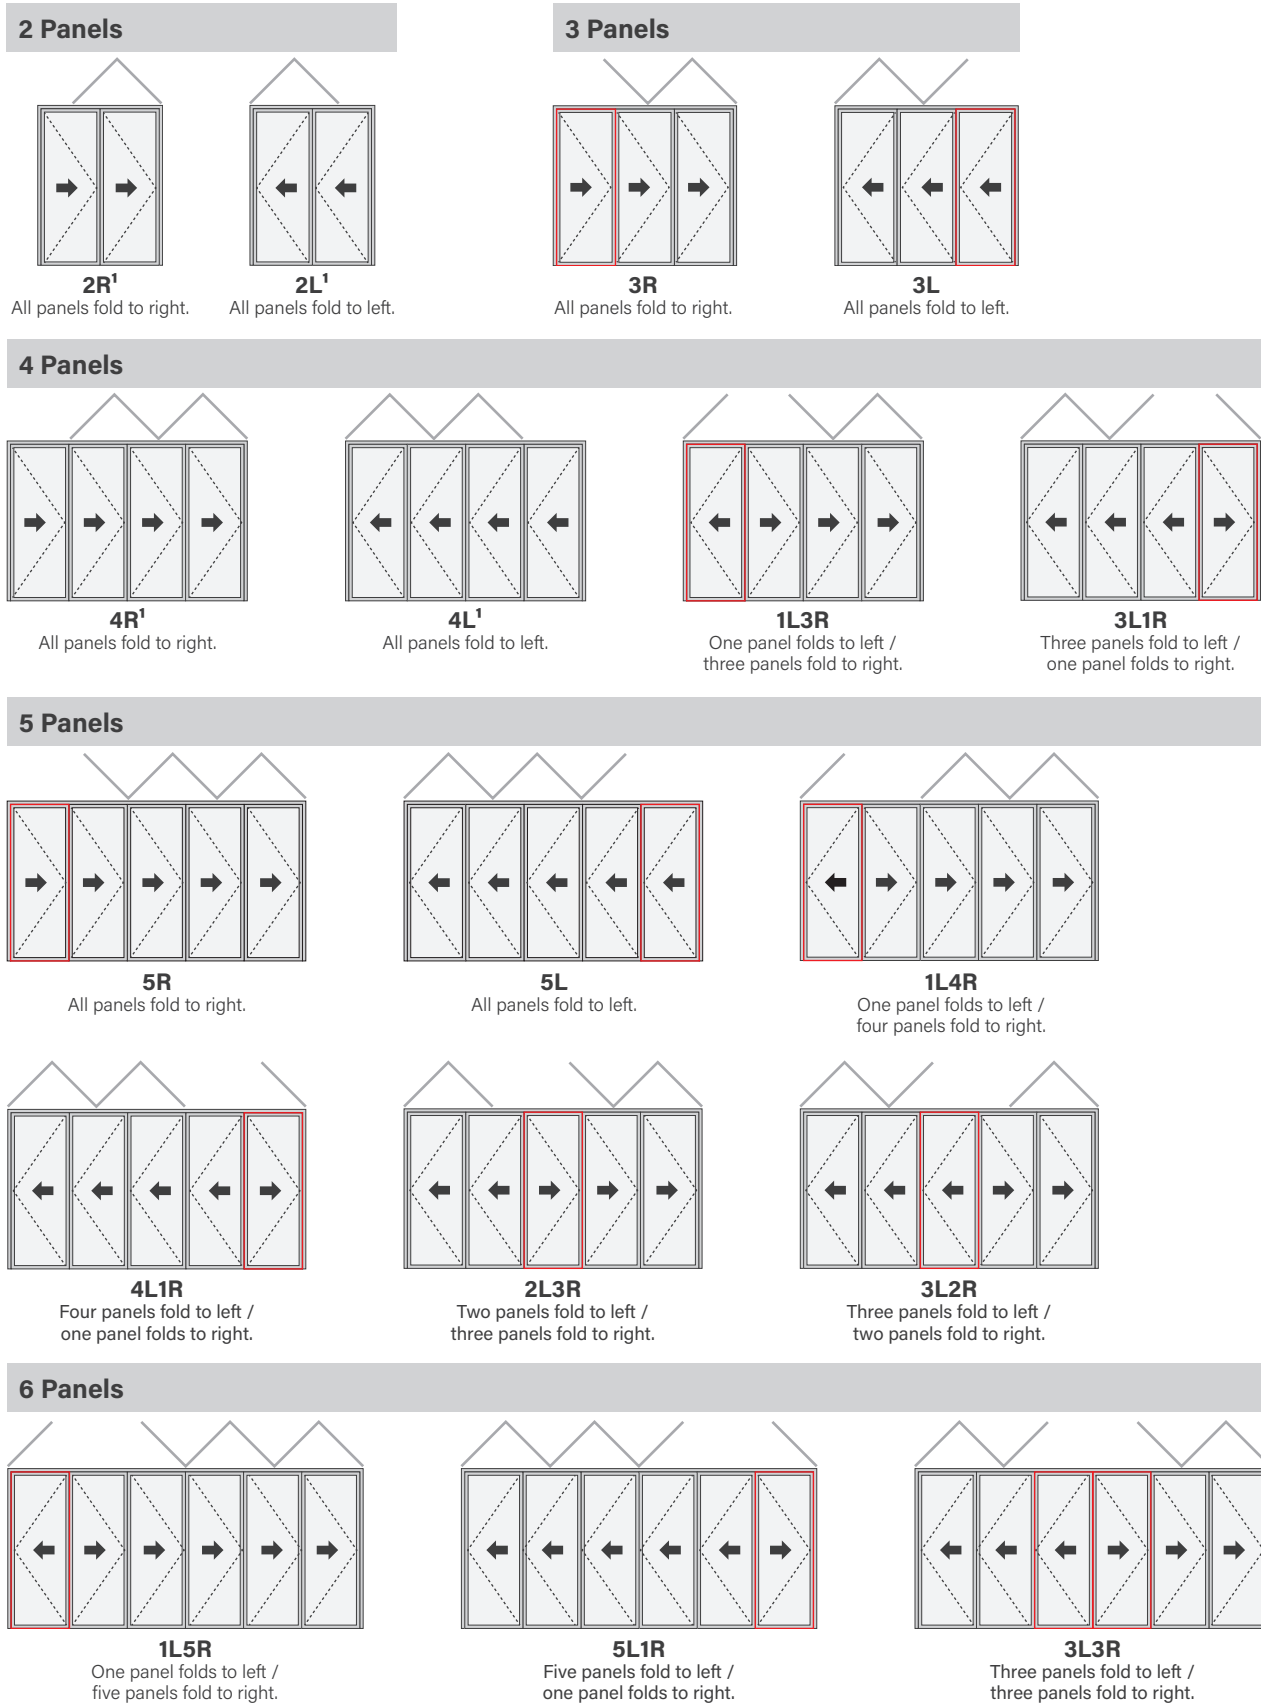 2 Panels
3 Panels
2R¹
All panels fold to right.
2L¹
All panels fold to left.
3R
All panels fold to right.
3L
All panels fold to left.
4 Panels
4R¹
All panels fold to right.
4L¹
All panels fold to left.
1L3R
One panel folds to left /
three panels fold to right.
3L1R
Three panels fold to left /
one panel folds to right.
5 Panels
5R
All panels fold to right.
5L
All panels fold to left.
1L4R
One panel folds to left /
four panels fold to right.
4L1R
Four panels fold to left /
one panel folds to right.
2L3R
Two panels fold to left /
three panels fold to right.
3L2R
Three panels fold to left /
two panels fold to right.
6 Panels
1L5R
One panel folds to left /
five panels fold to right.
5L1R
Five panels fold to left /
one panel folds to right.
3L3R
Three panels fold to left /
three panels fold to right.